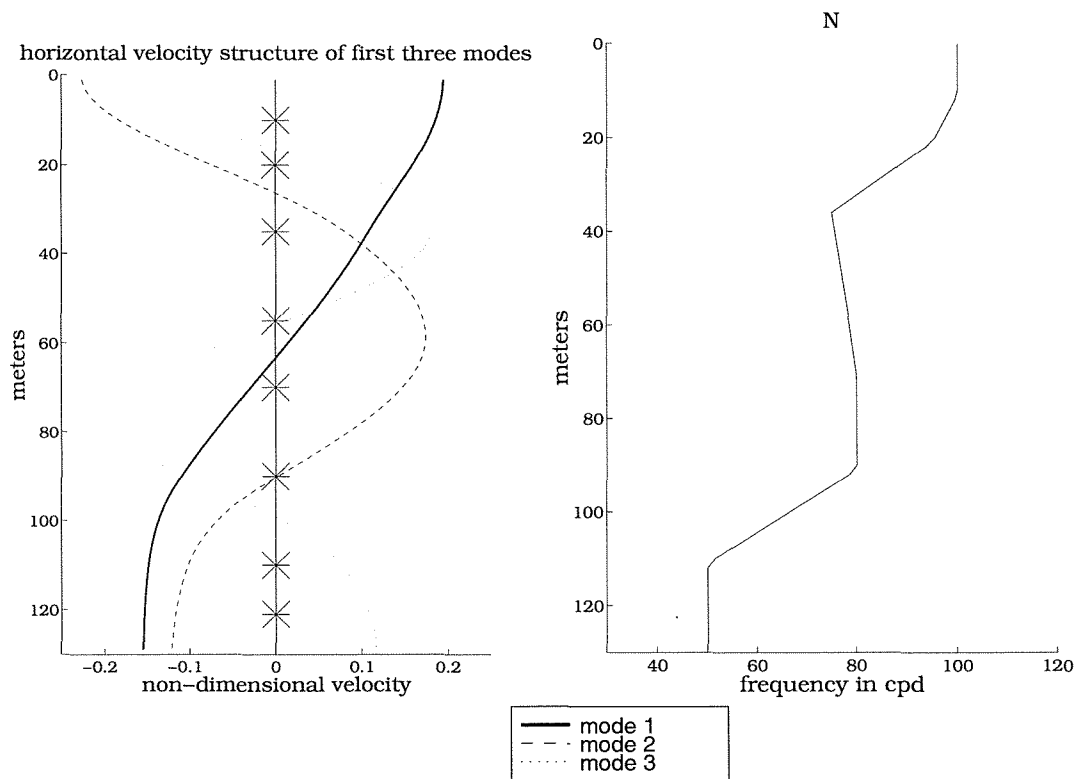 horizontal velocity structure of first three modes
0
20
40
60
80
100
120
meters
-0.2
-0.1
0
0.1
0.2
non-dimensional velocity
N
0
20
40
60
80
100
120
meters
40
60
80
100
120
frequency in cpd
mode 1
mode 2
mode 3